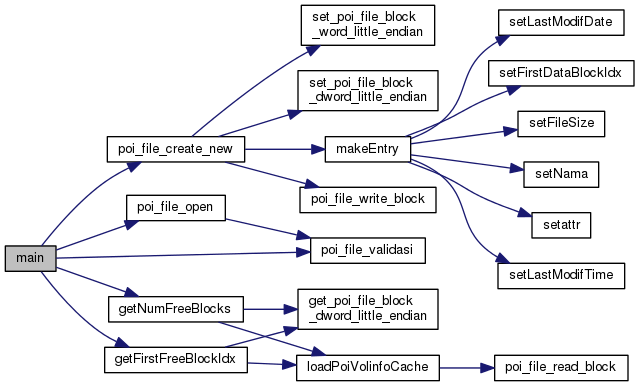 main
poi_file_create_new
poi_file_open
getNumFreeBlocks
getFirstFreeBlockIdx
set_poi_file_block
_word_little_endian
set_poi_file_block
_dword_little_endian
makeEntry
poi_file_write_block
poi_file_validasi
get_poi_file_block
_dword_little_endian
loadPoiVolinfoCache
setLastModifDate
setFirstDataBlockIdx
setFileSize
setNama
setattr
setLastModifTime
poi_file_read_block